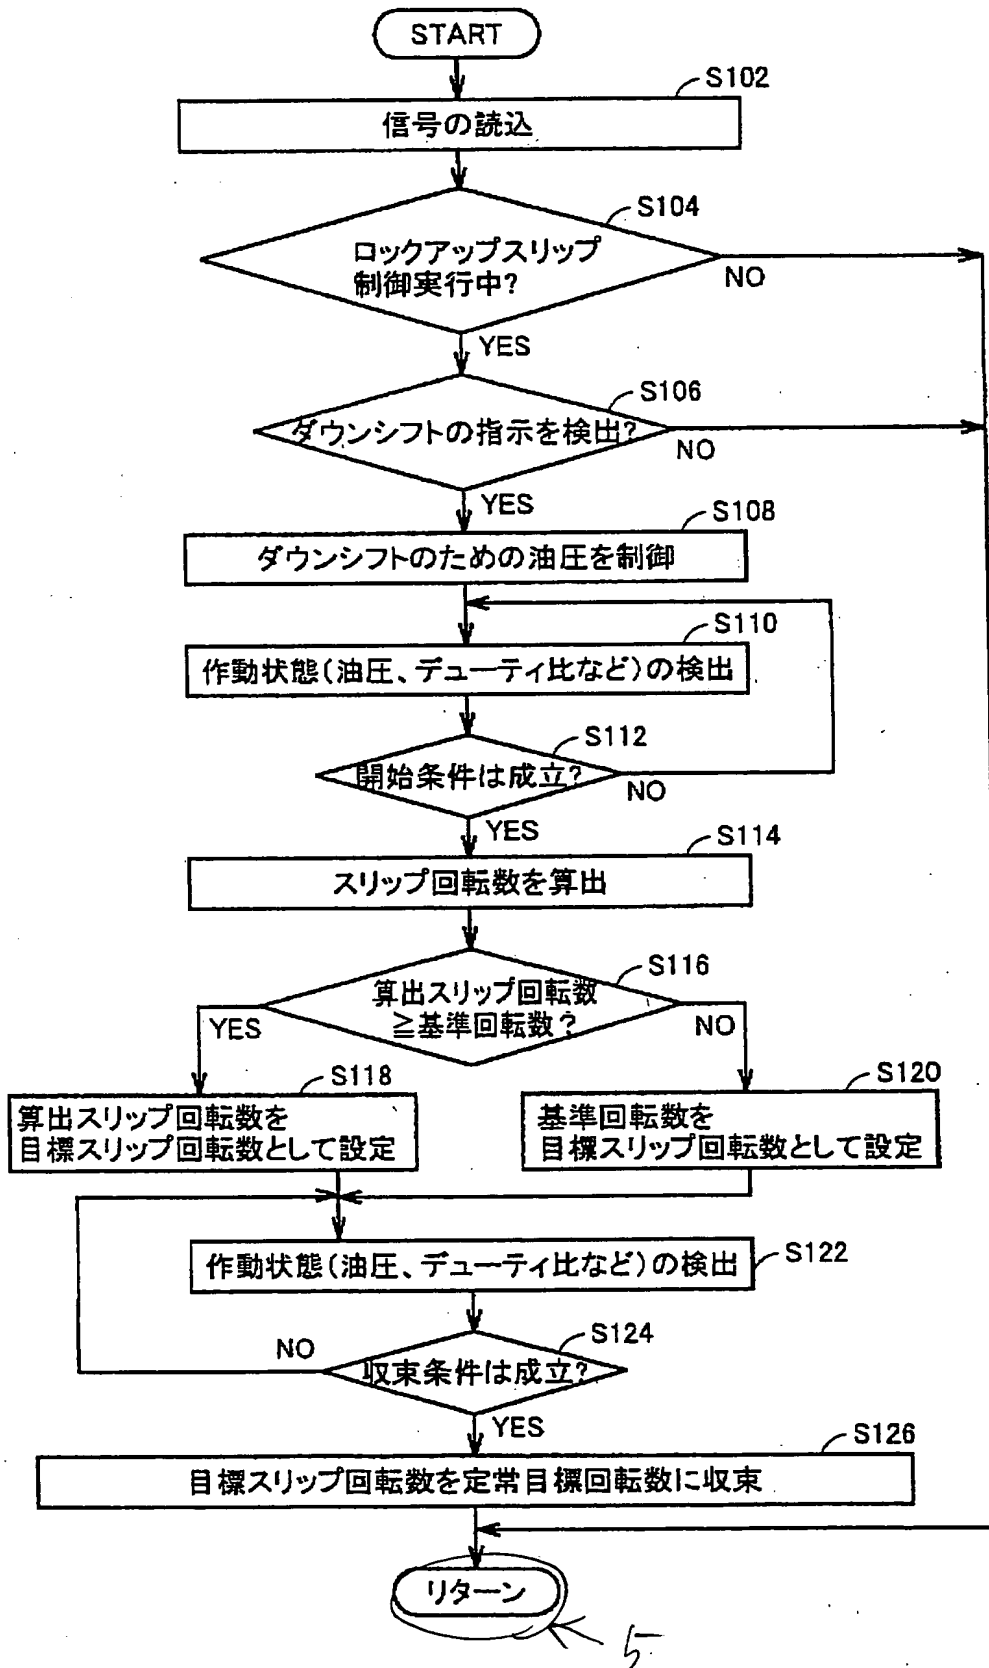 START
S102
信号の読込
S104
ロックアップスリップ
制御実行中?
NO
YES
S106
ダウンシフトの指示を検出?
NO
YES
S108
ダウンシフトのための油圧を制御
S110
作動状態(油圧、デューティ比など)の検出
S112
開始条件は成立?
NO
YES
S114
スリップ回転数を算出
S116
算出スリップ回転数
≧基準回転数?
YES
NO
S118
算出スリップ回転数を
目標スリップ回転数として設定
S120
基準回転数を
目標スリップ回転数として設定
S122
作動状態(油圧、デューティ比など)の検出
S124
NO
収束条件は成立?
YES
S126
目標スリップ回転数を定常目標回転数に収束
リターン
5